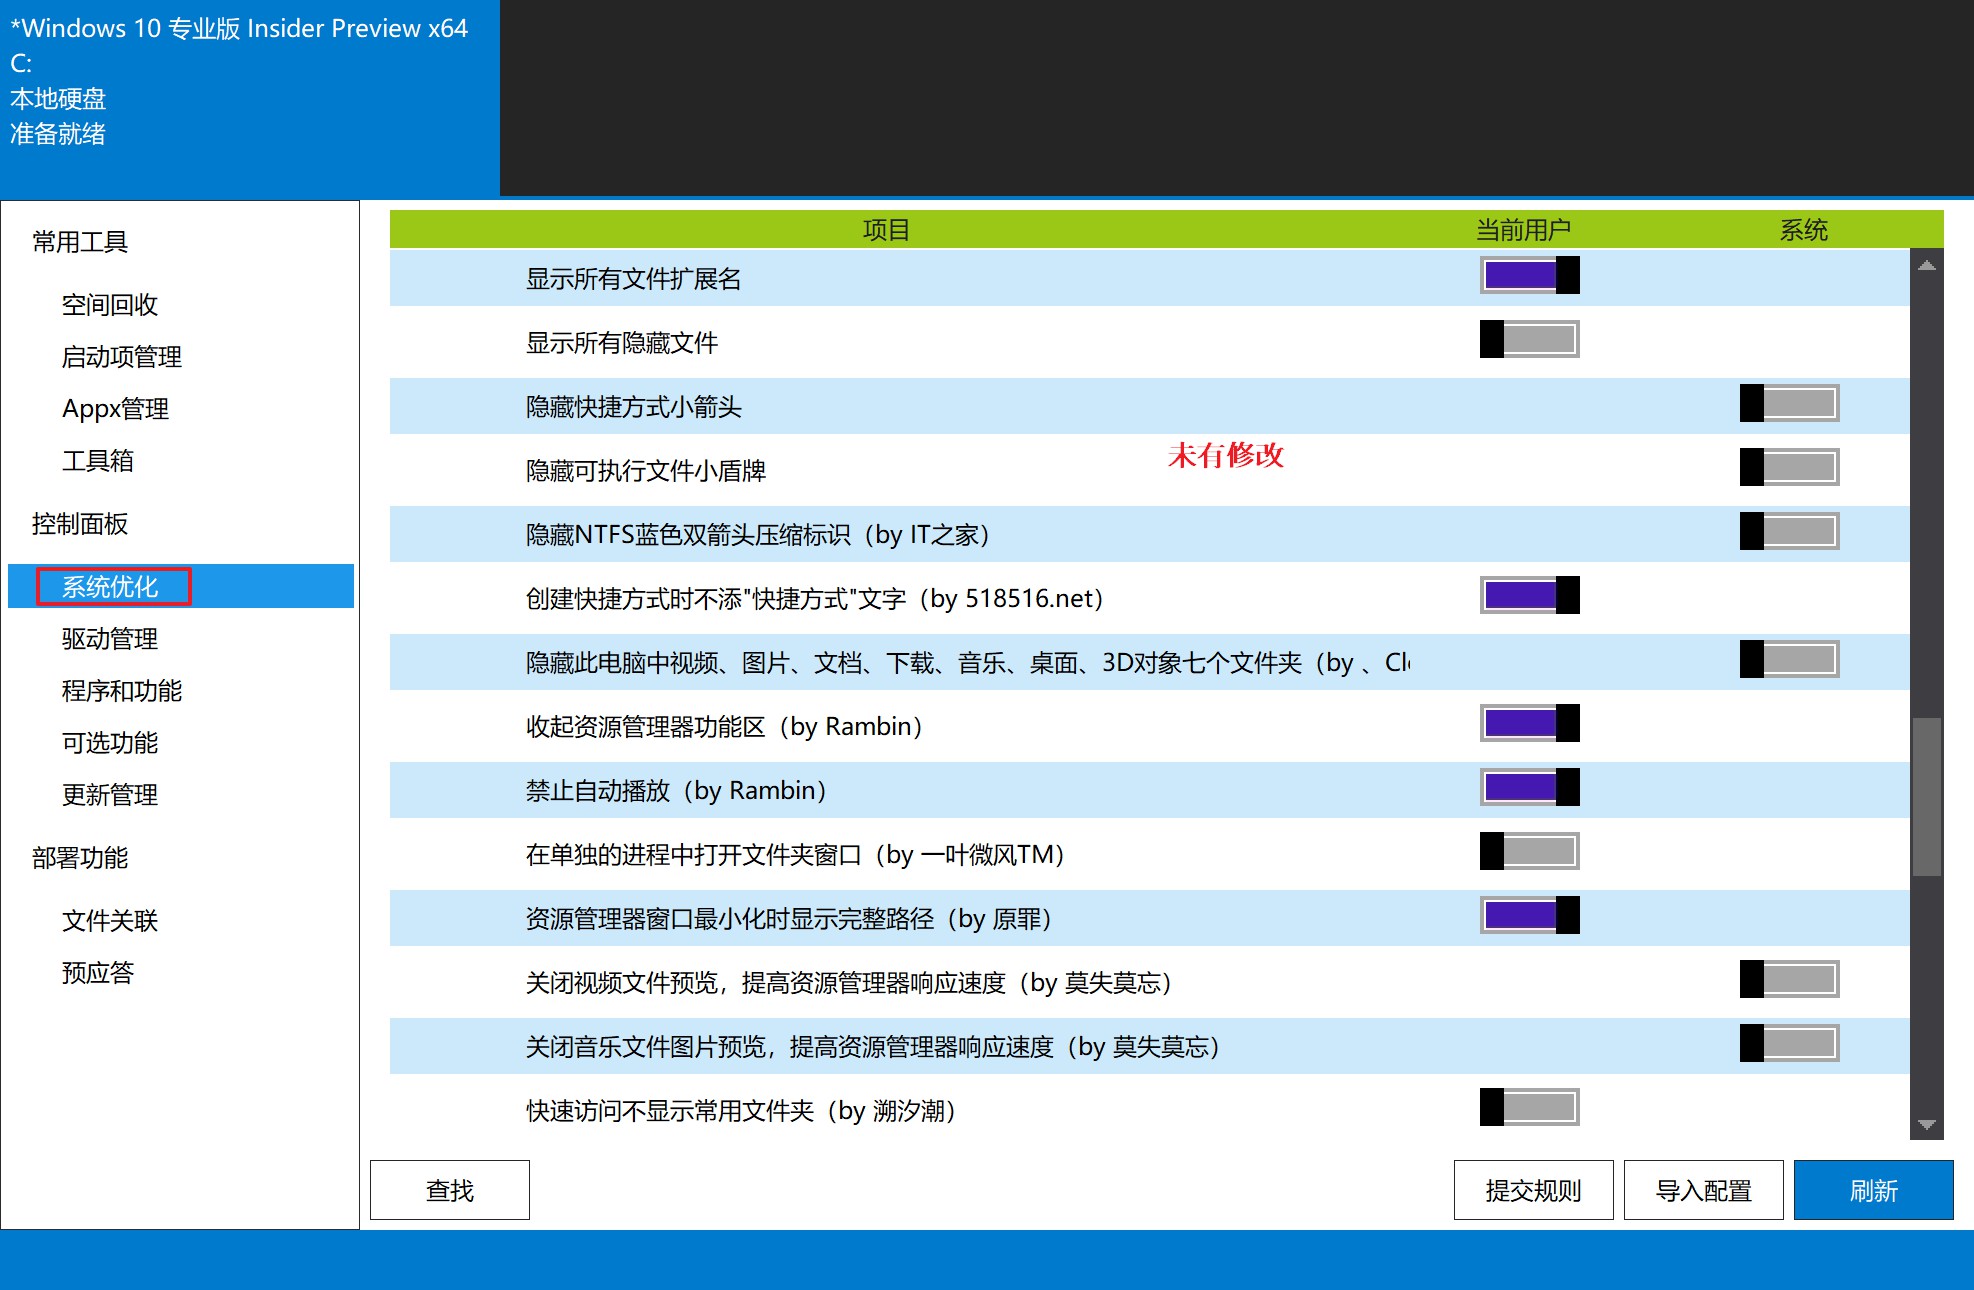 *Windows 10 专业版 Insider Preview x64
C:
本地硬盘
准备就绪
常用工具
空间回收
启动项管理
Appx管理
工具箱
控制面板
系统优化
驱动管理
程序和功能
可选功能
更新管理
部署功能
文件关联
预应答
项目 当前用户 系统
显示所有文件扩展名
显示所有隐藏文件
隐藏快捷方式小箭头
未有修改
隐藏可执行文件小盾牌
隐藏NTFS蓝色双箭头压缩标识（by IT之家）
创建快捷方式时不添"快捷方式"文字（by 518516.net）
隐藏此电脑中视频、图片、文档、下载、音乐、桌面、3D对象七个文件夹（by 、Cl
收起资源管理器功能区（by Rambin）
禁止自动播放（by Rambin）
在单独的进程中打开文件夹窗口（by 一叶微风TM）
资源管理器窗口最小化时显示完整路径（by 原罪）
关闭视频文件预览，提高资源管理器响应速度（by 莫失莫忘）
关闭音乐文件图片预览，提高资源管理器响应速度（by 莫失莫忘）
快速访问不显示常用文件夹（by 溯汐潮）
查找 提交规则 导入配置 刷新